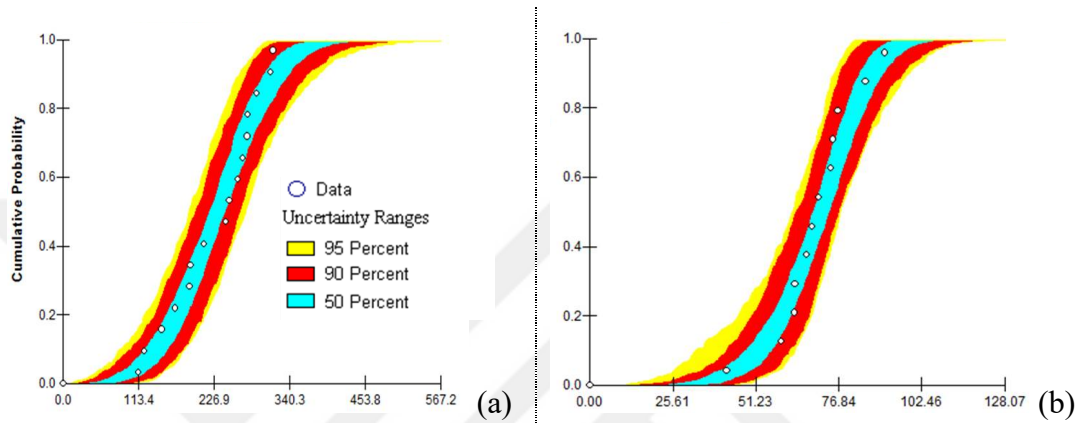 1.0
0.8
0.6
0.4
0.2
0.0
Cumulative Probability
Data
Uncertainty Ranges
95 Percent
90 Percent
50 Percent
0.0 113.4 226.9 340.3 453.8 567.2
(a)
1.0
0.8
0.6
0.4
0.2
0.0
0.00 25.61 51.23 76.84 102.46 128.07
(b)